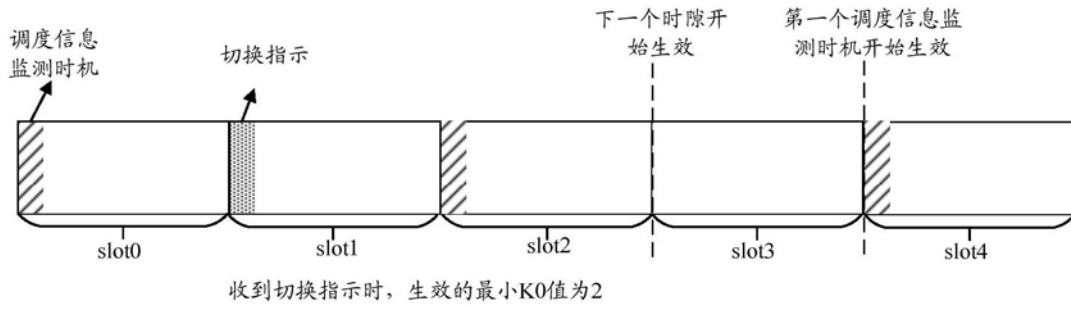 调度信息
监测时机
切换指示
下一个时隙开
始生效
第一个调度信息监
测时机开始生效
slot0
slot1
slot2
slot3
slot4
收到切换指示时，生效的最小K0值为2